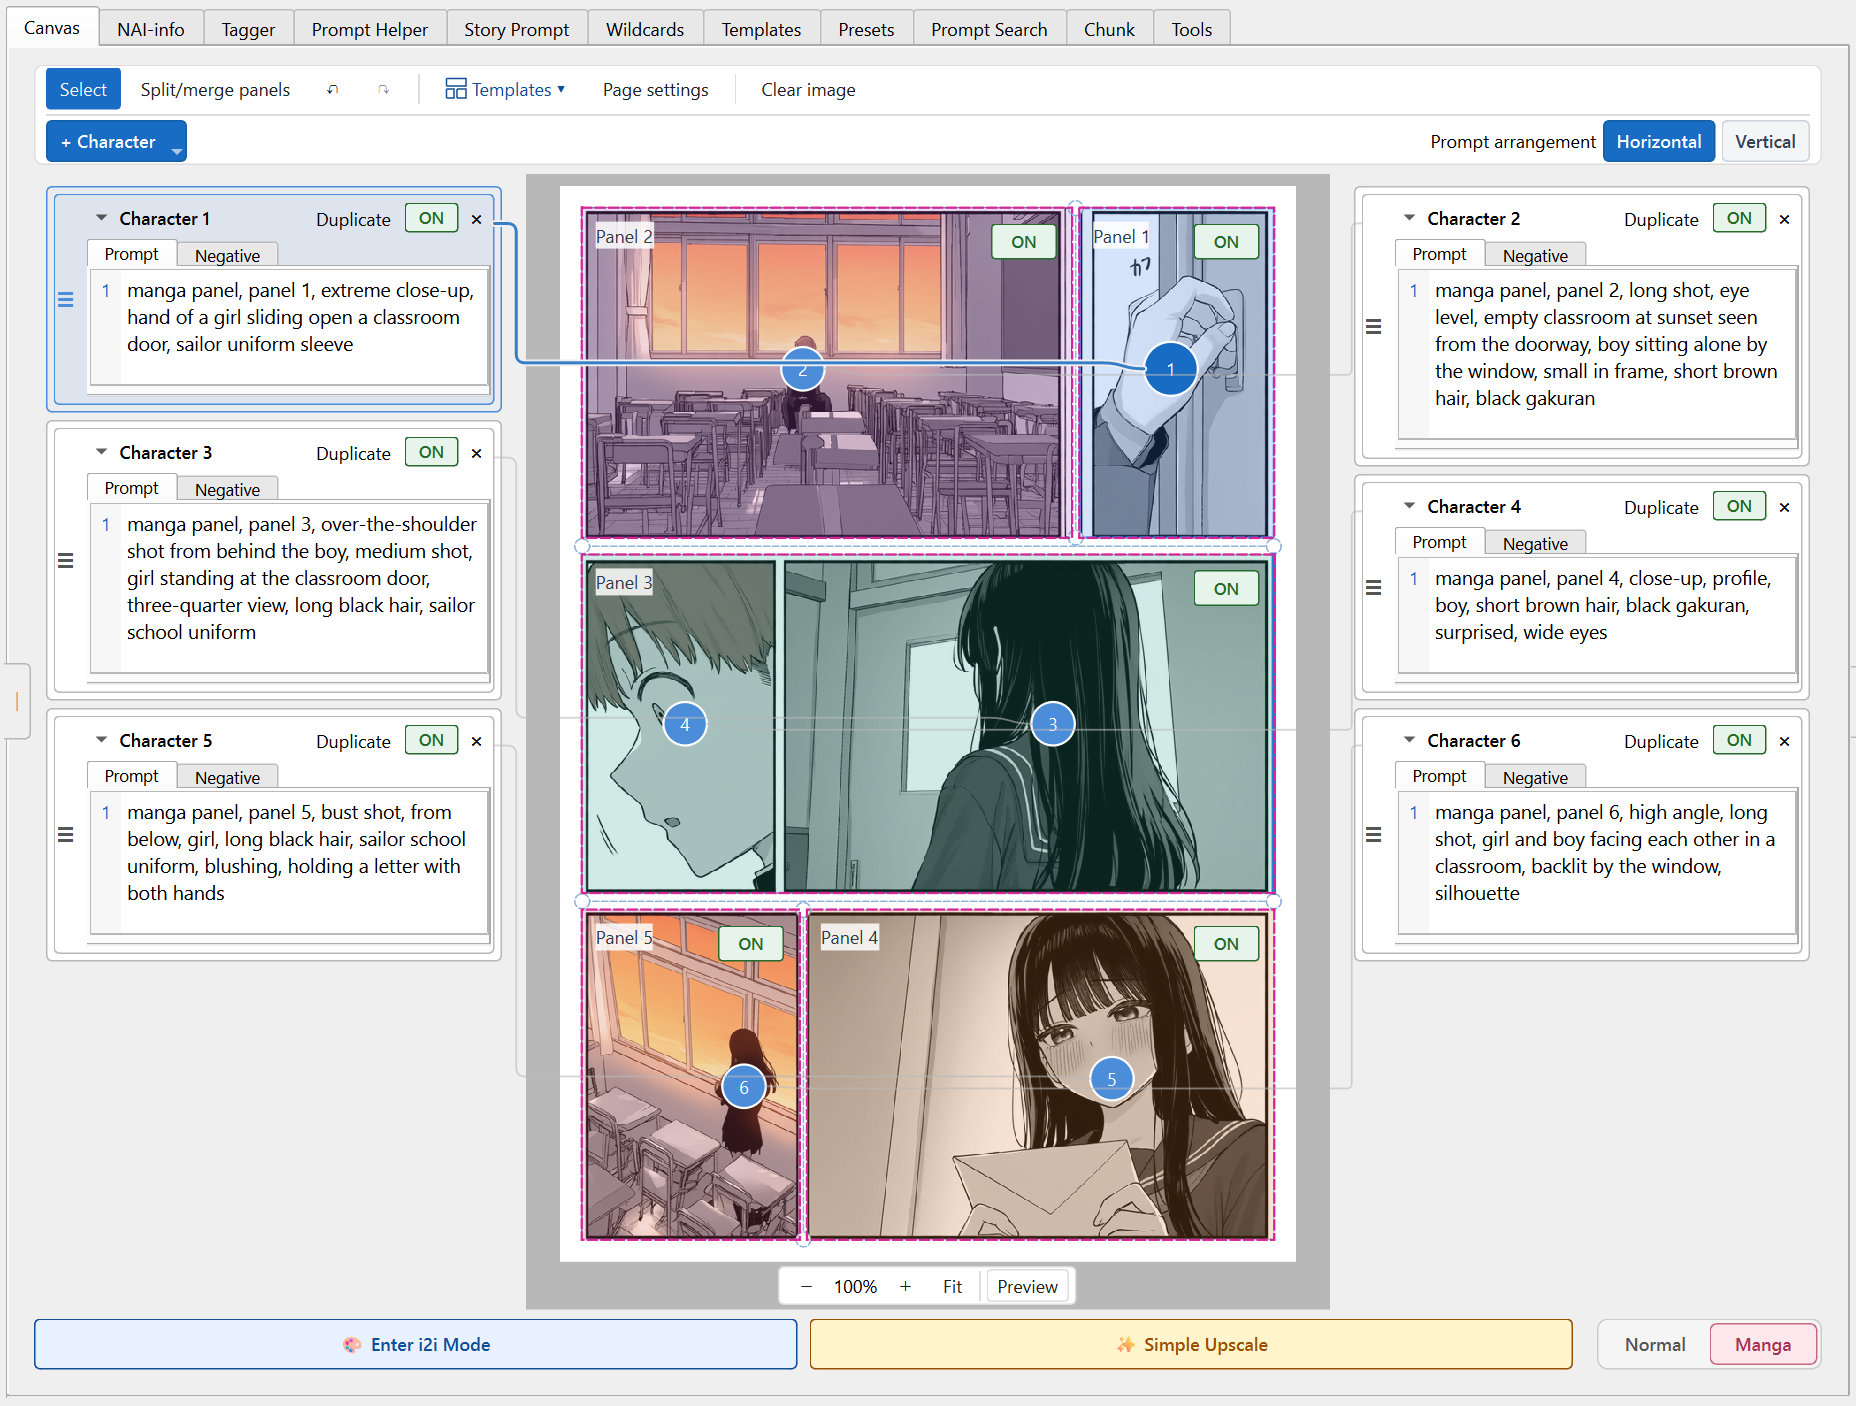 Canvas NAI-info Tagger Prompt Helper Story Prompt Wildcards Templates Presets Prompt Search Chunk Tools
Select Split/merge panels Templates Page settings Clear image
+ Character Prompt arrangement Horizontal Vertical
Character 1 Duplicate ON ×
Prompt Negative
1 manga panel, panel 1, extreme close-up,
hand of a girl sliding open a classroom
door, sailor uniform sleeve
Character 3 Duplicate ON ×
Prompt Negative
1 manga panel, panel 3, over-the-shoulder
shot from behind the boy, medium shot,
girl standing at the classroom door,
three-quarter view, long black hair, sailor
school uniform
Character 5 Duplicate ON ×
Prompt Negative
1 manga panel, panel 5, bust shot, from
below, girl, long black hair, sailor school
uniform, blushing, holding a letter with
both hands
Panel 2 ON
2
Panel 1 ON
1
Panel 3 ON
4
3
Panel 5 ON
6
Panel 4 ON
5
− 100% + Fit Preview
Character 2 Duplicate ON ×
Prompt Negative
1 manga panel, panel 2, long shot, eye
level, empty classroom at sunset seen
from the doorway, boy sitting alone by
the window, small in frame, short brown
hair, black gakuran
Character 4 Duplicate ON ×
Prompt Negative
1 manga panel, panel 4, close-up, profile,
boy, short brown hair, black gakuran,
surprised, wide eyes
Character 6 Duplicate ON ×
Prompt Negative
1 manga panel, panel 6, high angle, long
shot, girl and boy facing each other in a
classroom, backlit by the window,
silhouette
Enter i2i Mode Simple Upscale Normal Manga